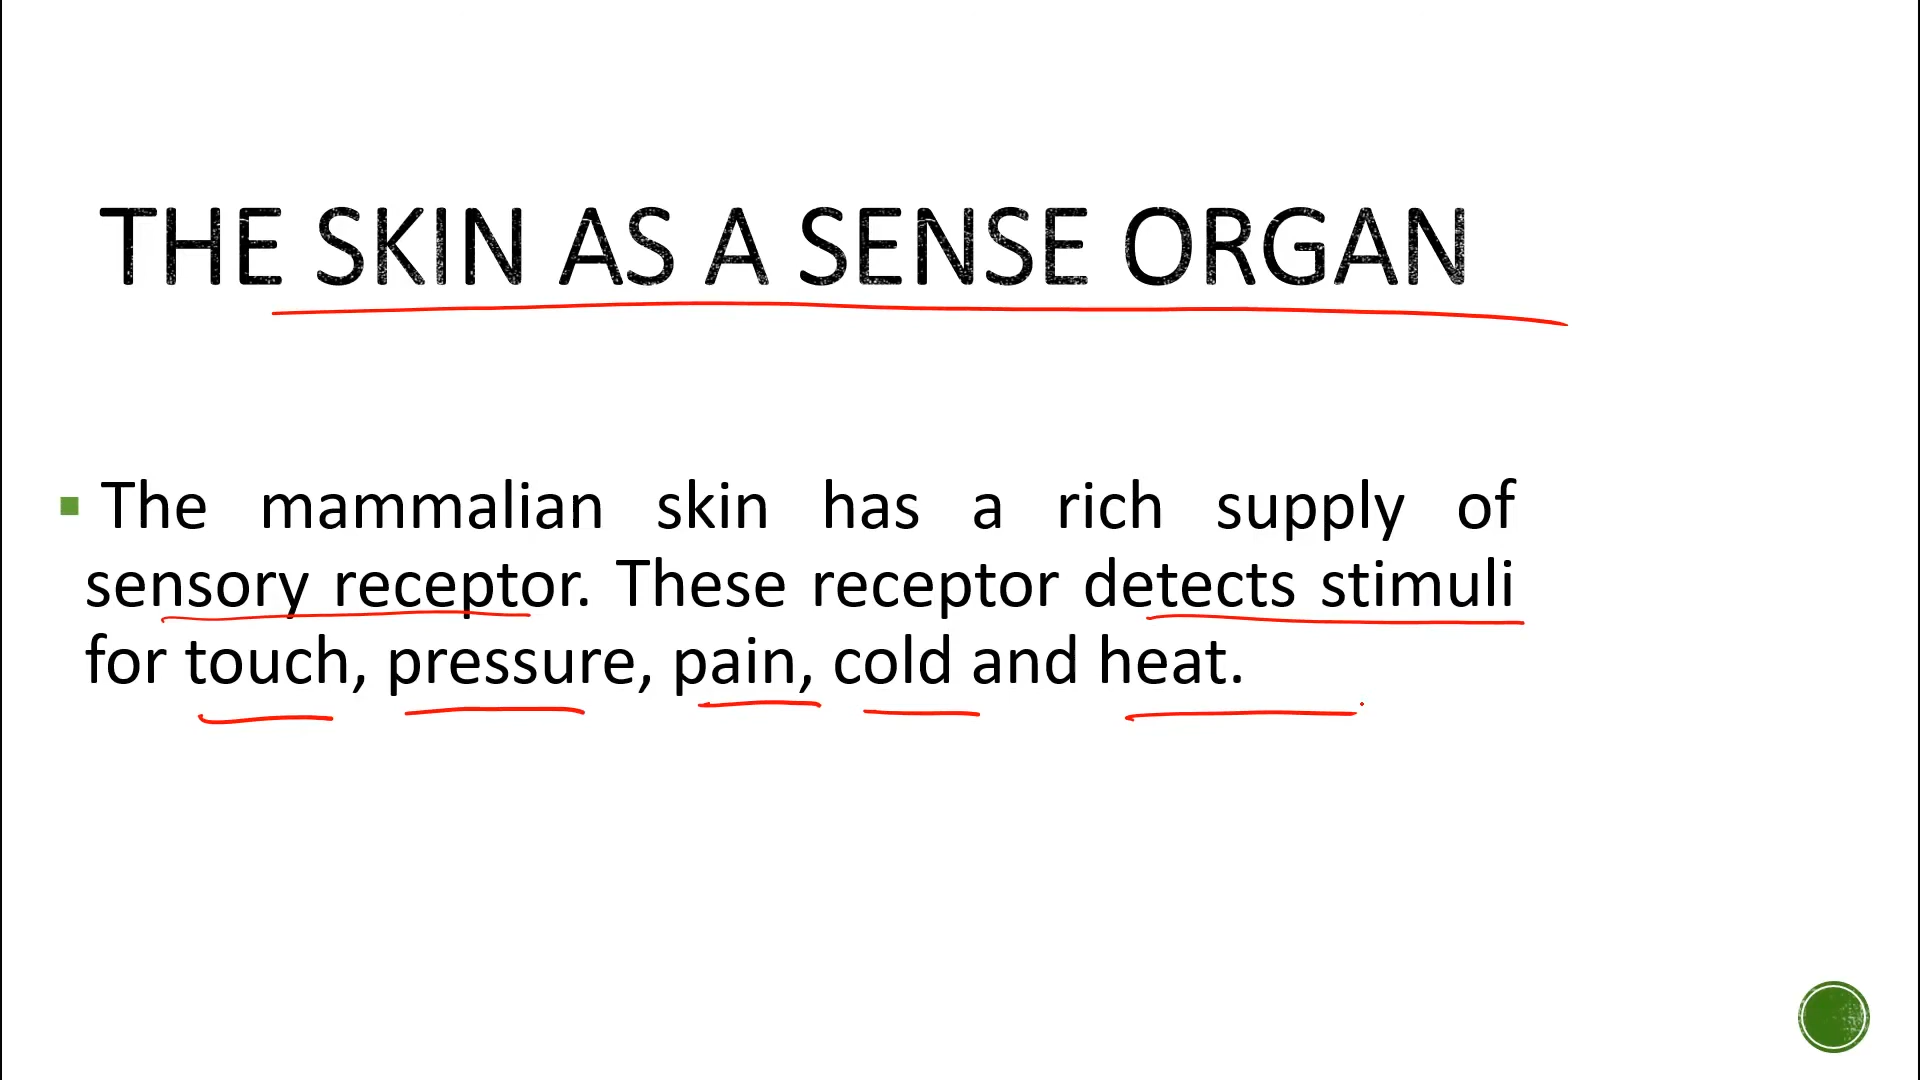 THE SKIN AS A SENSE ORGAN
The mammalian skin has a rich supply of
sensory receptor. These receptor detects stimuli
for touch, pressure, pain, cold and heat.